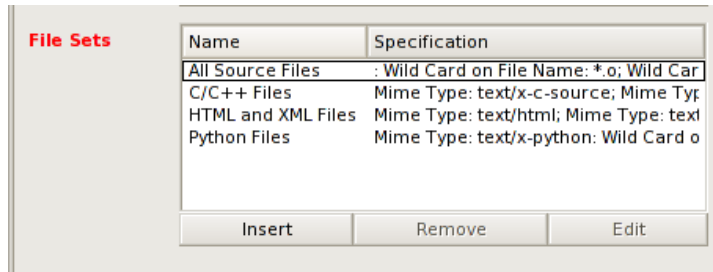 File Sets
Name Specification
All Source Files : Wild Card on File Name: *.o; Wild Car
C/C++ Files Mime Type: text/x-c-source; Mime Typ
HTML and XML Files Mime Type: text/html; Mime Type: text
Python Files Mime Type: text/x-python: Wild Card o
Insert Remove Edit